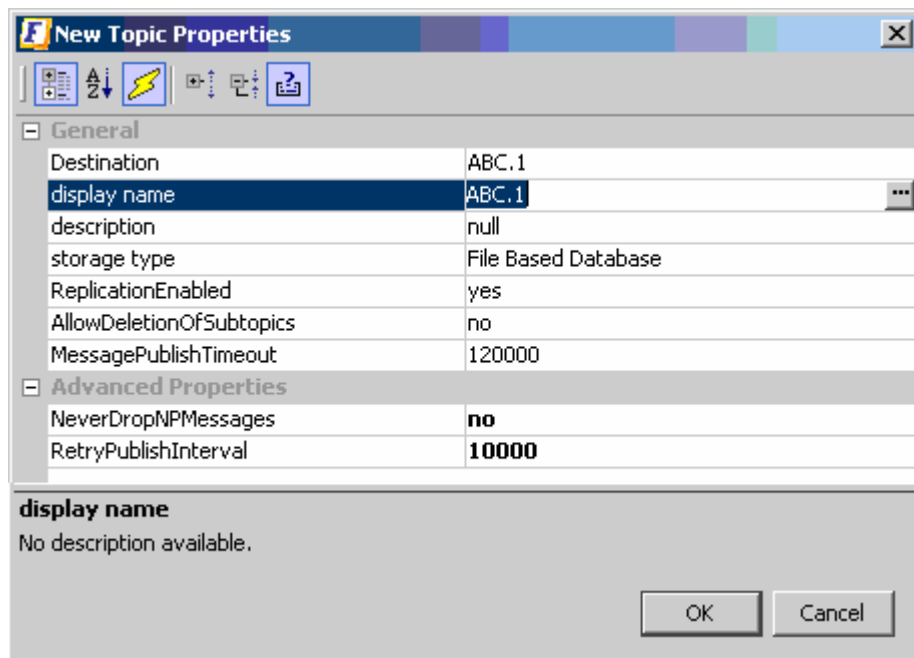 New Topic Properties
General
Destination ABC.1
display name ABC.1
description null
storage type File Based Database
ReplicationEnabled yes
AllowDeletionOfSubtopics no
MessagePublishTimeout 120000
Advanced Properties
NeverDropNPMessages no
RetryPublishInterval 10000
display name
No description available.
OK Cancel